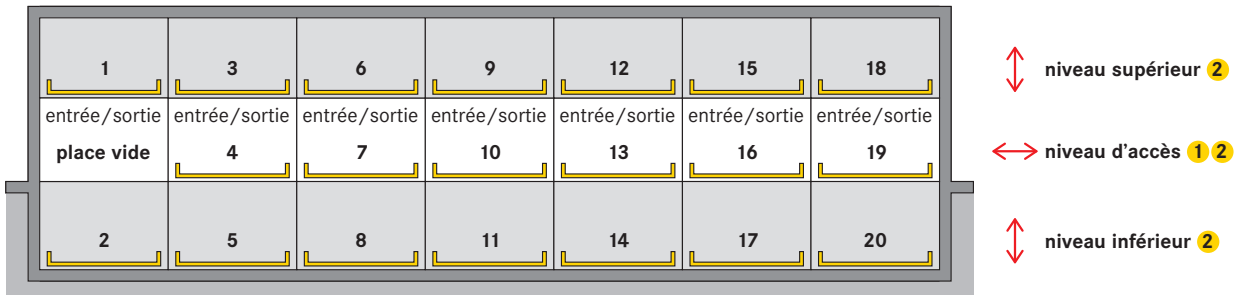 1 3 6 9 12 15 18
niveau supérieur 2
entrée/sortie entrée/sortie entrée/sortie entrée/sortie entrée/sortie entrée/sortie entrée/sortie
place vide 4 7 10 13 16 19
niveau d'accès 1 2
2 5 8 11 14 17 20
niveau inférieur 2